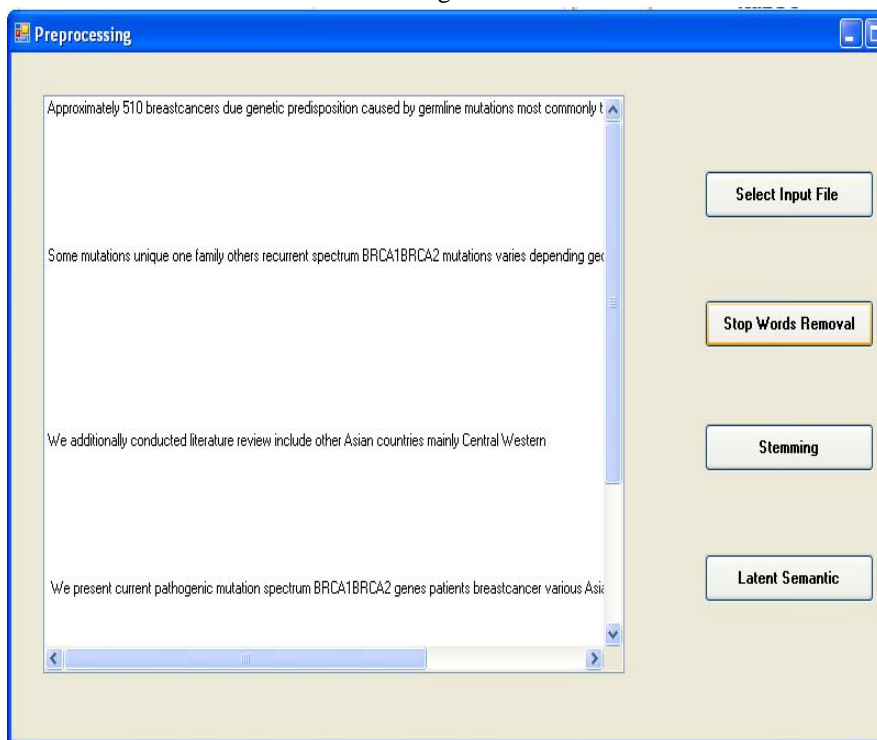 Preprocessing
Approximately 510 breastcancers due genetic predisposition caused by germline mutations most commonly
Some mutations unique one family others recurrent spectrum BRCA1BRCA2 mutations varies depending
We additionally conducted literature review include other Asian countries mainly Central Western
We present current pathogenic mutation spectrum BRCA1BRCA2 genes patients breastcancer various
Select Input File
Stop Words Removal
Stemming
Latent Semantic